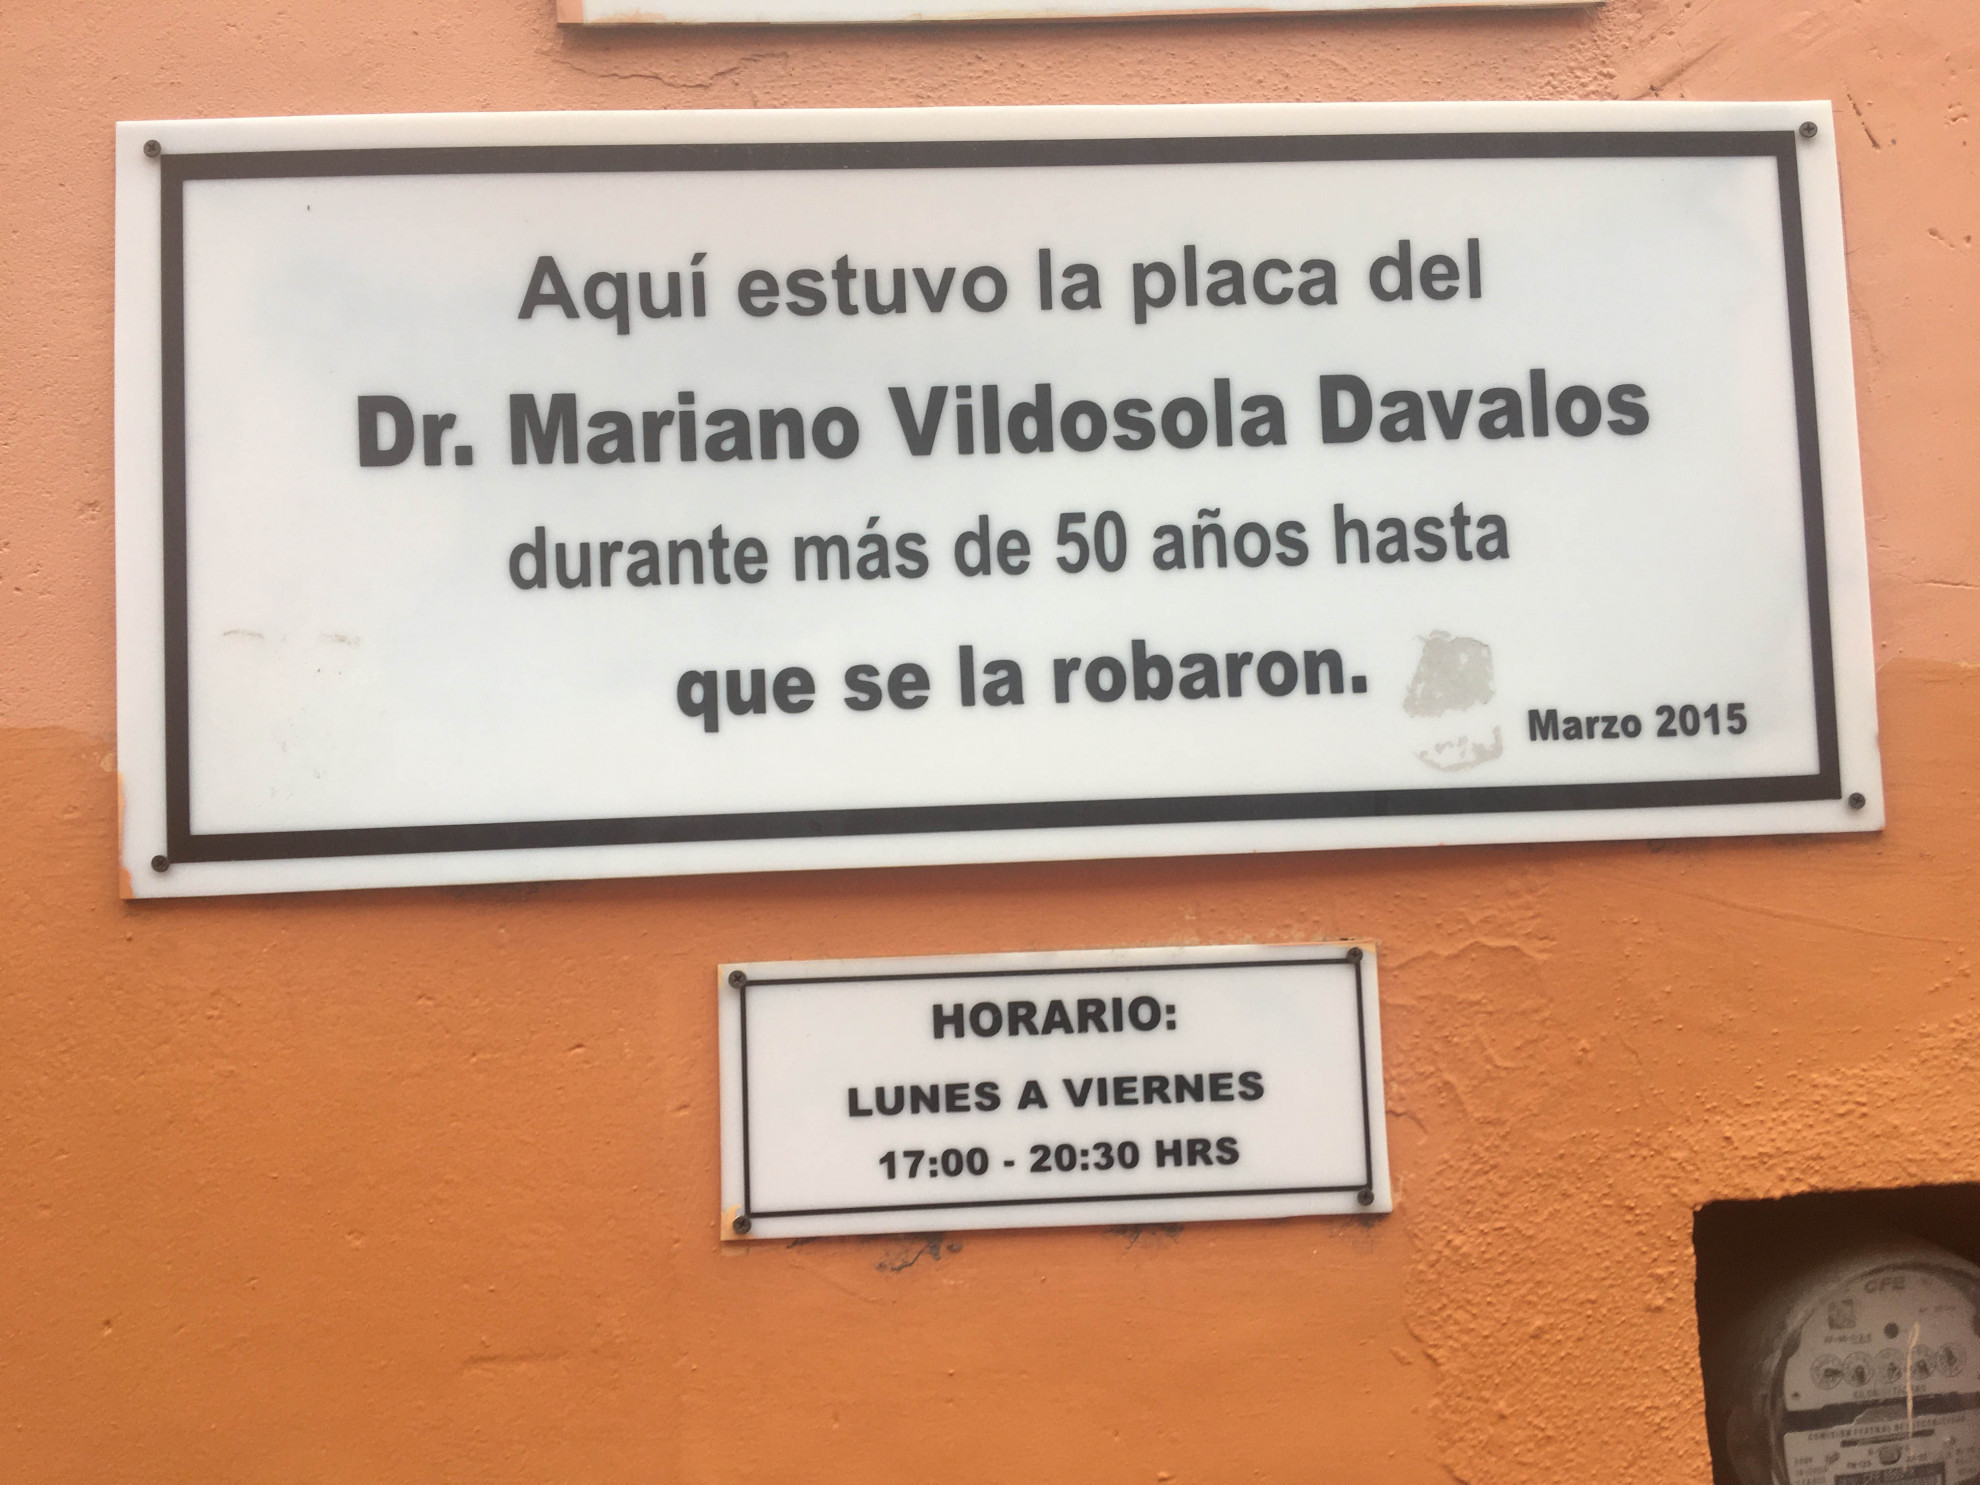 Aquí estuvo la placa del
Dr. Mariano Vildosola Davalos
durante más de 50 años hasta
que se la robaron.
Marzo 2015
HORARIO:
LUNES A VIERNES
17:00 - 20:30 HRS
CFE